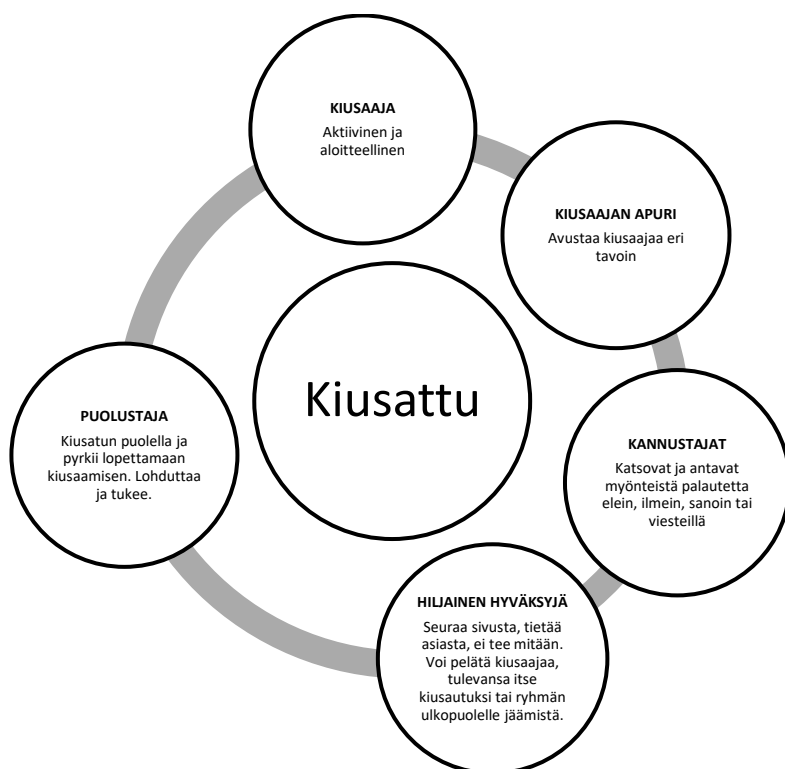 KIUSAAJA
Aktiivinen ja
aloitteellinen
KIUSAAJAN APURI
Avustaa kiusaajaa eri
tavoin
KANNUSTAJAT
Katsovat ja antavat
myönteistä palautetta
elein, ilmein, sanoin tai
viesteillä
HILJAINEN HYVÄKSYJÄ
Seuraa sivusta, tietää
asiasta, ei tee mitään.
Voi pelätä kiusaajaa,
tulevansa itse
kiusautuksi tai ryhmän
ulkopuolelle jäämistä.
PUOLUSTAJA
Kiusatun puolella ja
pyrkii lopettamaan
kiusaamisen. Lohduttaa
ja tukee.
Kiusattu